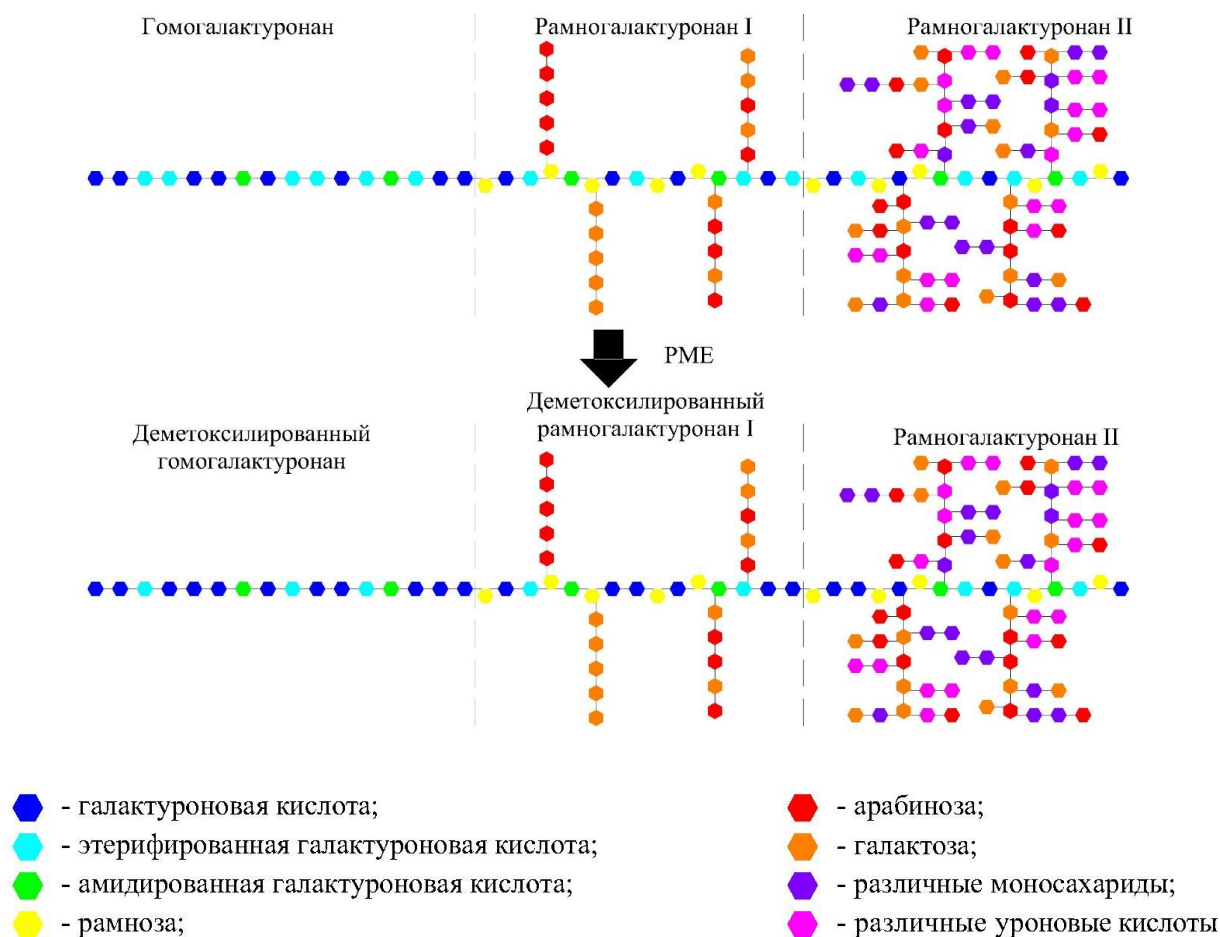 Гомогалактуронан
Рамногалактуронан I
Рамногалактуронан II
PME
Деметоксилированный
гомогалактуронан
Деметоксилированный
рамногалактуронан I
Рамногалактуронан II
- галактуроновая кислота;
- этерифированная галактуроновая кислота;
- амидированная галактуроновая кислота;
- рамноза;
- арабиноза;
- галактоза;
- различные моносахариды;
- различные уроновые кислоты